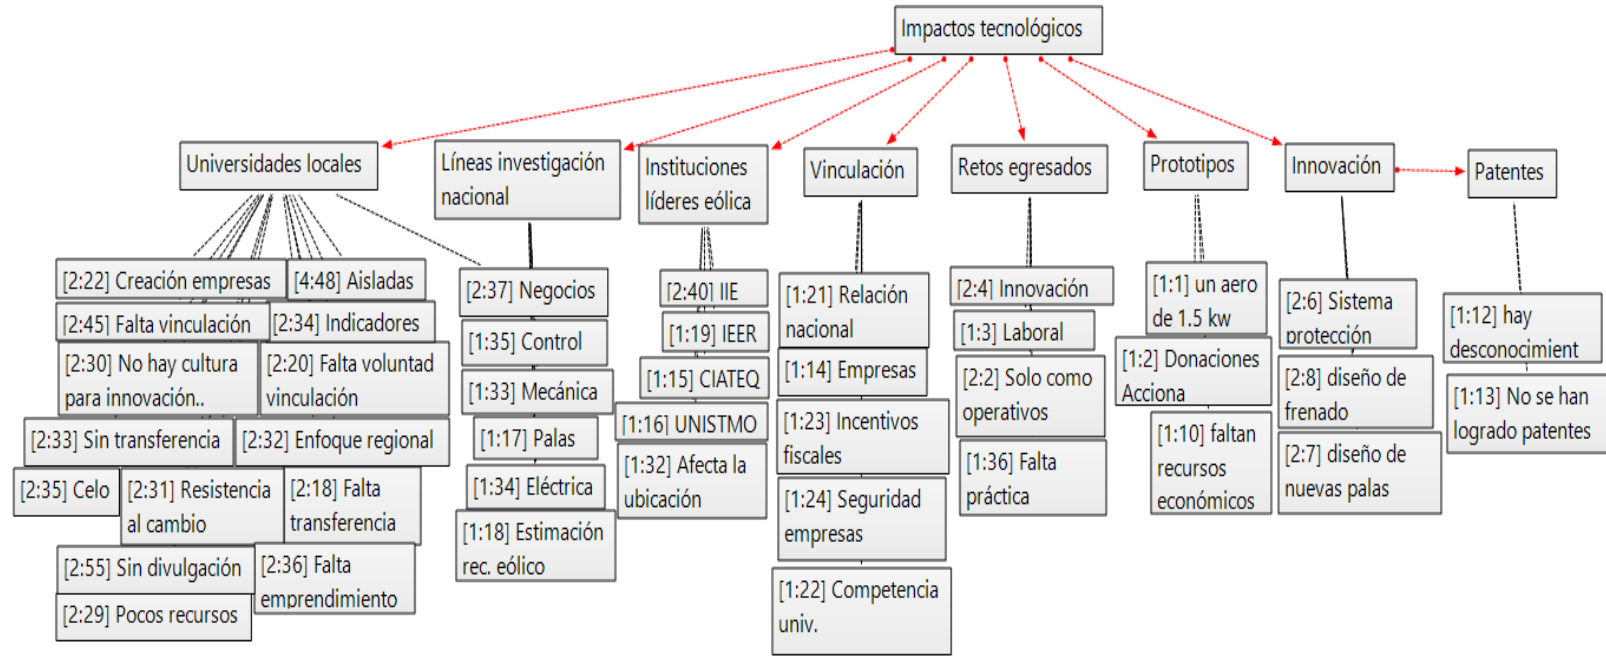 Impactos tecnológicos
Universidades locales
Líneas investigación
nacional
Instituciones
líderes eólica
Vinculación
Retos egresados
Prototipos
Innovación
Patentes
[2:22] Creación empresas
[4:48] Aisladas
[2:45] Falta vinculación
[2:34] Indicadores
[2:30] No hay cultura
para innovación..
[2:20] Falta voluntad
vinculación
[2:33] Sin transferencia
[2:32] Enfoque regional
[2:35] Celo
[2:31] Resistencia
al cambio
[2:18] Falta
transferencia
[2:55] Sin divulgación
[2:36] Falta
emprendimiento
[2:29] Pocos recursos
[2:37] Negocios
[1:35] Control
[1:33] Mecánica
[1:17] Palas
[1:34] Eléctrica
[1:18] Estimación
rec. eólico
[2:40] IIE
[1:19] IEER
[1:15] CIATEQ
[1:16] UNISTMO
[1:32] Afecta la
ubicación
[1:21] Relación
nacional
[1:14] Empresas
[1:23] Incentivos
fiscales
[1:24] Seguridad
empresas
[1:22] Competencia
univ.
[2:4] Innovación
[1:3] Laboral
[2:2] Solo como
operativos
[1:36] Falta
práctica
[1:1] un aero
de 1.5 kw
[1:2] Donaciones
Acciona
[1:10] faltan
recursos
económicos
[2:6] Sistema
protección
[2:8] diseño de
frenado
[2:7] diseño de
nuevas palas
[1:12] hay
desconocimient
[1:13] No se han
logrado patentes